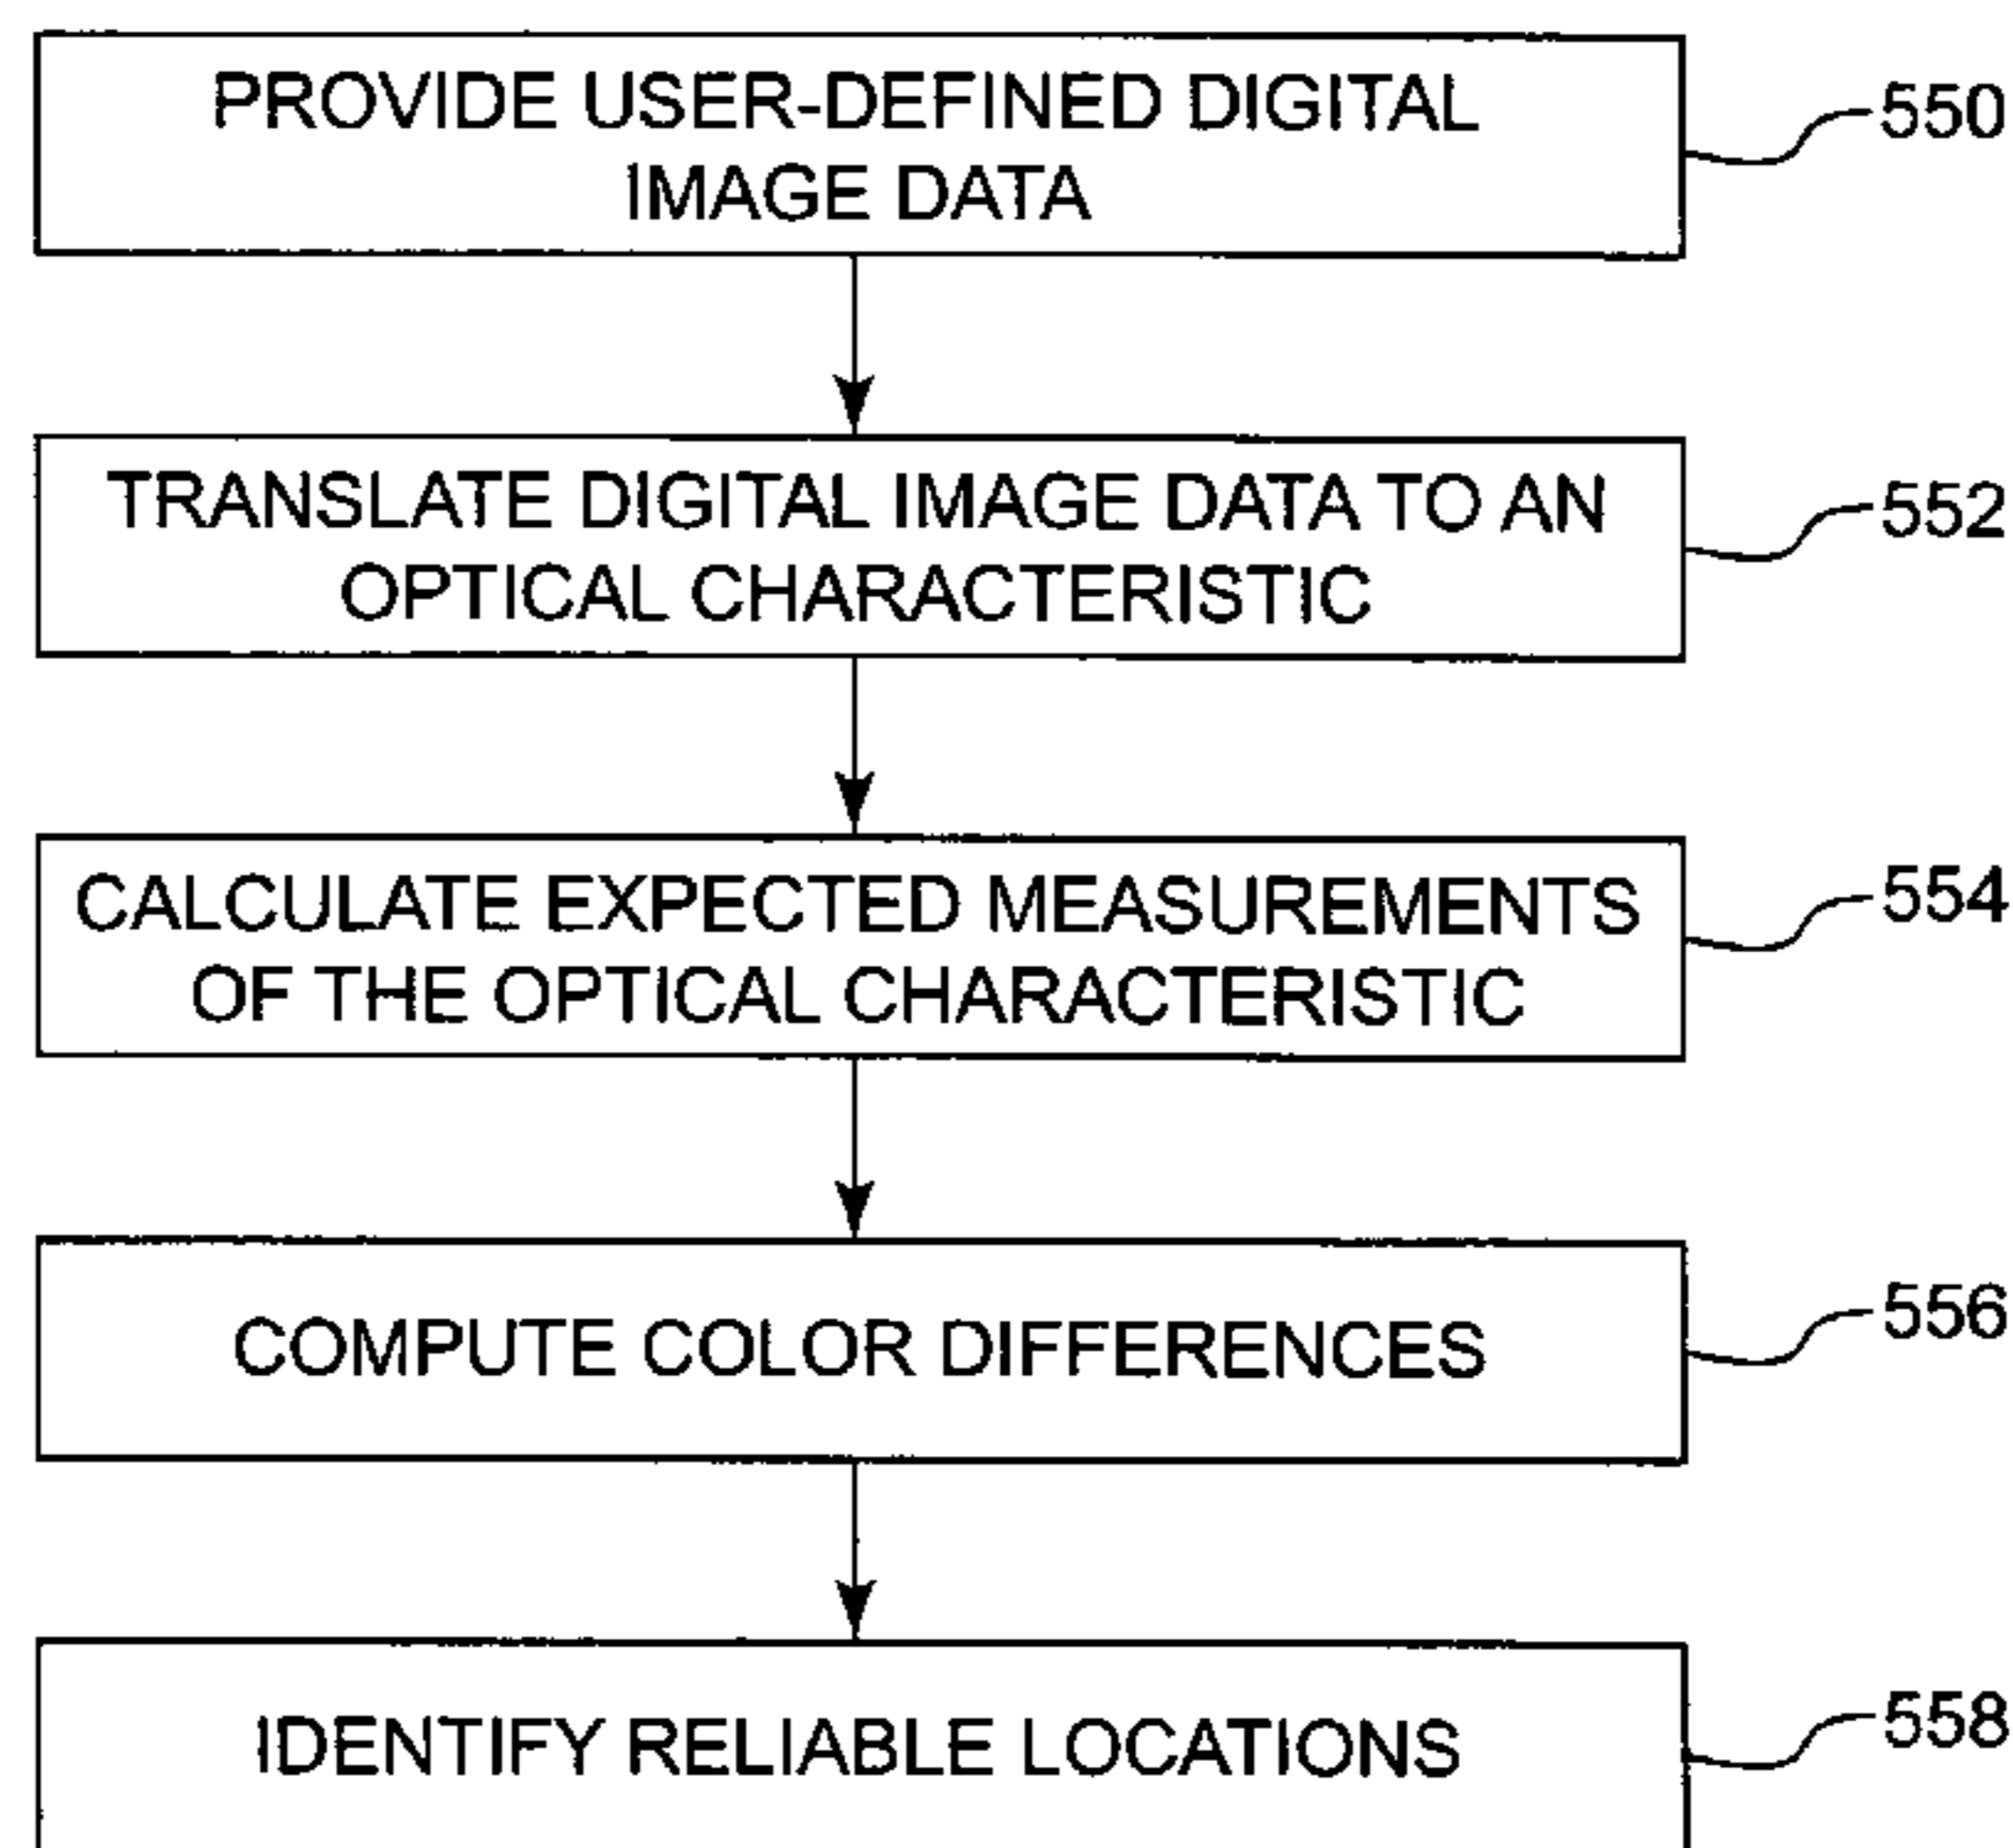 PROVIDE USER-DEFINED DIGITAL
IMAGE DATA
550
TRANSLATE DIGITAL IMAGE DATA TO AN
OPTICAL CHARACTERISTIC
552
CALCULATE EXPECTED MEASUREMENTS
OF THE OPTICAL CHARACTERISTIC
554
COMPUTE COLOR DIFFERENCES
556
IDENTIFY RELIABLE LOCATIONS
558